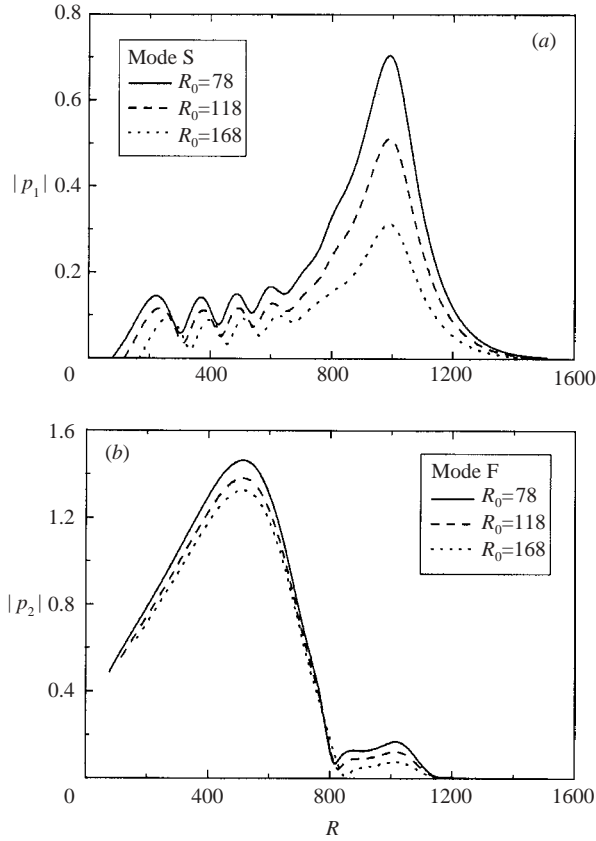 0.8
(a)
Mode S
R₀=78
R₀=118
R₀=168
0.6
|p₁|
0.4
0.2
0
400
800
1200
1600
1.6
(b)
Mode F
R₀=78
R₀=118
R₀=168
1.2
|p₂|
0.8
0.4
0
400
800
1200
1600
R